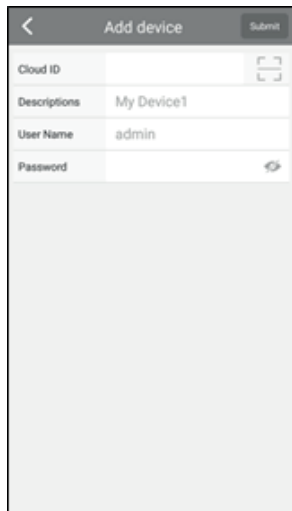 Add device Submit
Cloud ID
Descriptions My Device1
User Name admin
Password